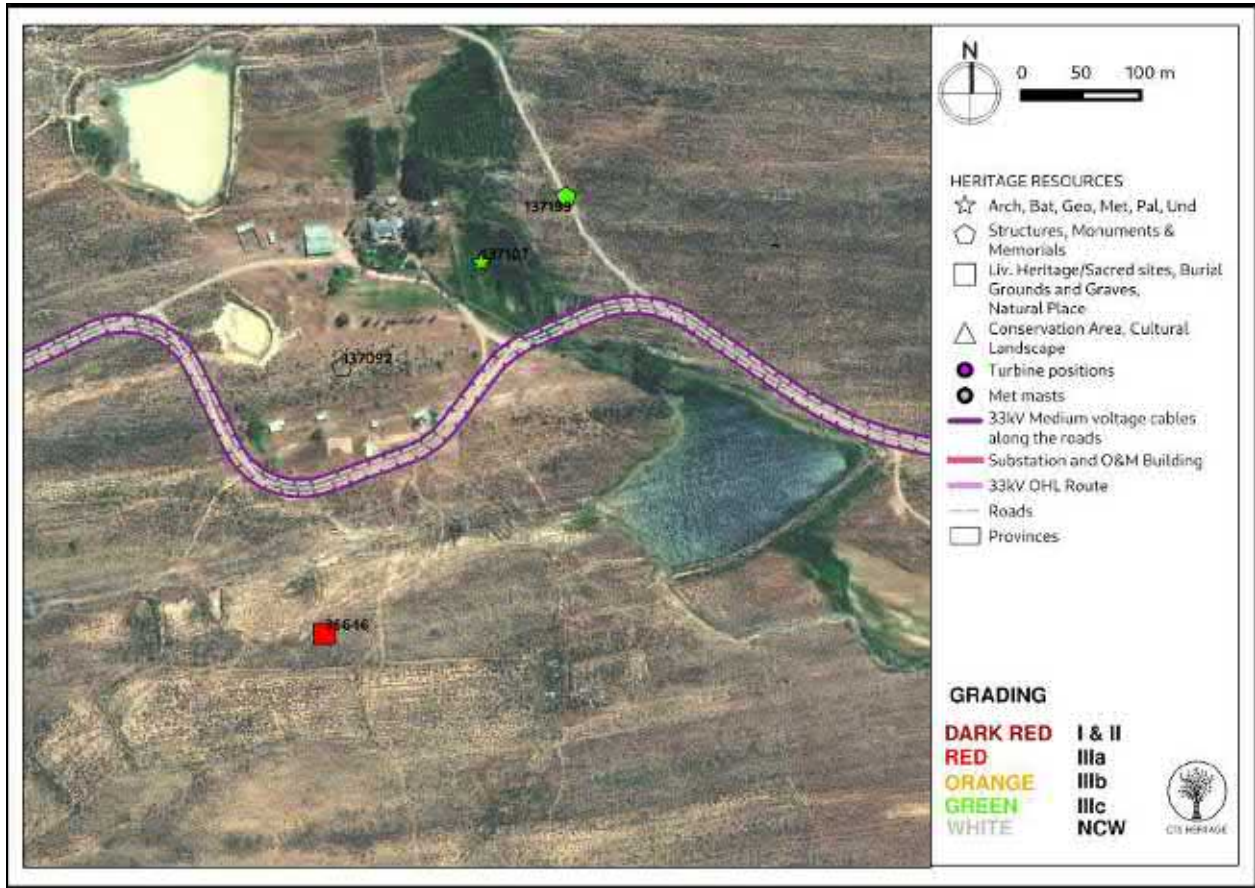 137199
137107
137092
N
0 50 100 m
HERITAGE RESOURCES
Arch, Bat, Geo, Met, Pal, Und
Structures, Monuments &
Memorials
Liv. Heritage/Sacred sites, Burial
Grounds and Graves,
Natural Place
Conservation Area, Cultural
Landscape
Turbine positions
Met masts
33kV Medium voltage cables
along the roads
Substation and O&M Building
33kV OHL Route
Roads
Provinces
GRADING
DARK RED I & II
RED IIIa
ORANGE IIIb
GREEN IIIc
WHITE NCW
CTS HERITAGE